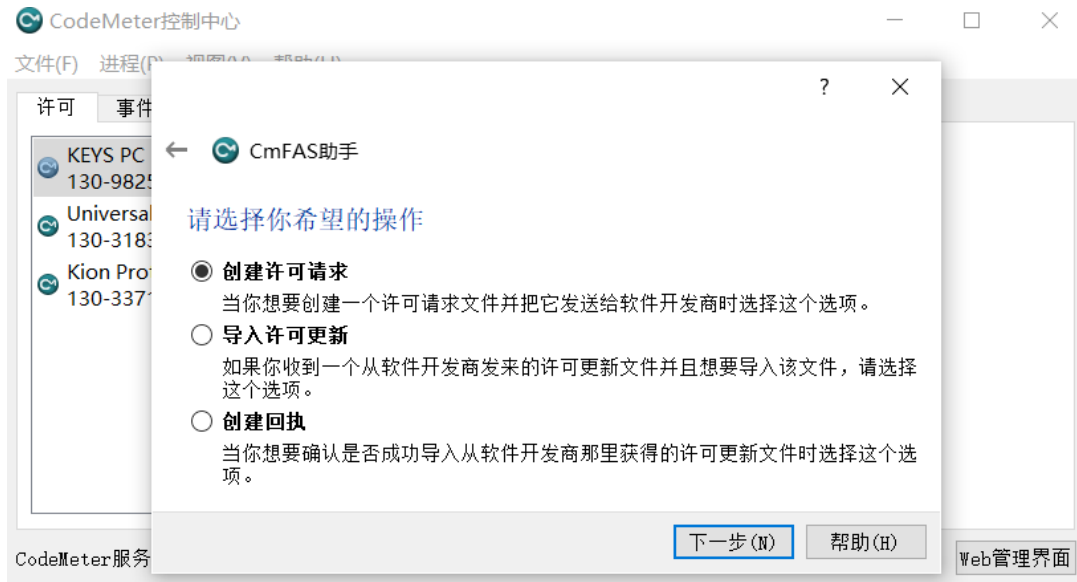 CodeMeter控制中心
文件(F) 进程(P)
?
许可 事件
CmFAS助手
KEYS PC
130-9825
Universal
130-3183
Kion Pro
130-3371
请选择你希望的操作
创建许可请求
当你想要创建一个许可请求文件并把它发送给软件开发商时选择这个选项。
导入许可更新
如果你收到一个从软件开发商发来的许可更新文件并且想要导入该文件，请选择
这个选项。
创建回执
当你想要确认是否成功导入从软件开发商那里获得的许可更新文件时选择这个选
项。
下一步(N) 帮助(H)
CodeMeter服务 Web管理界面